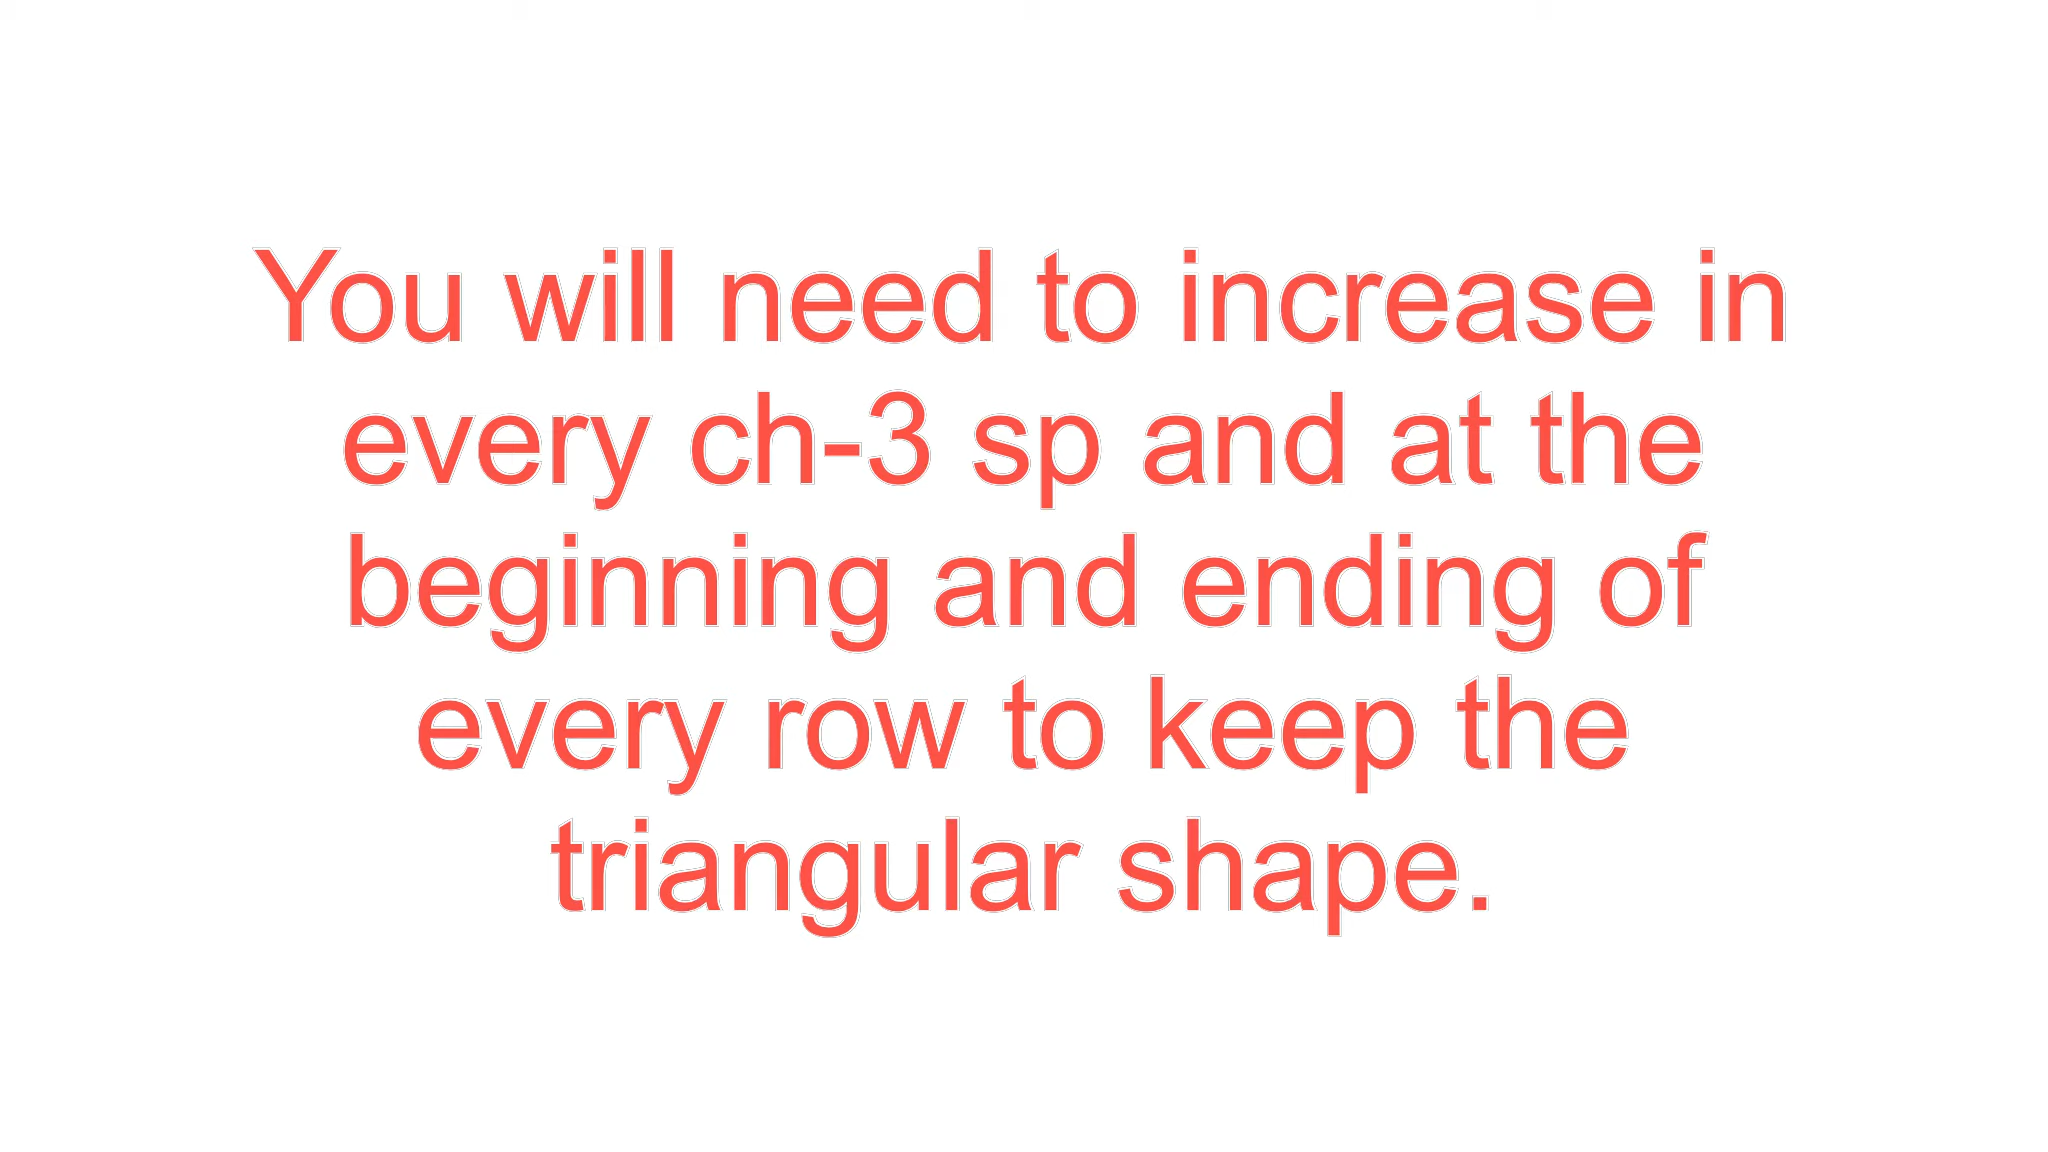 You will need to increase in
every ch-3 sp and at the
beginning and ending of
every row to keep the
triangular shape.